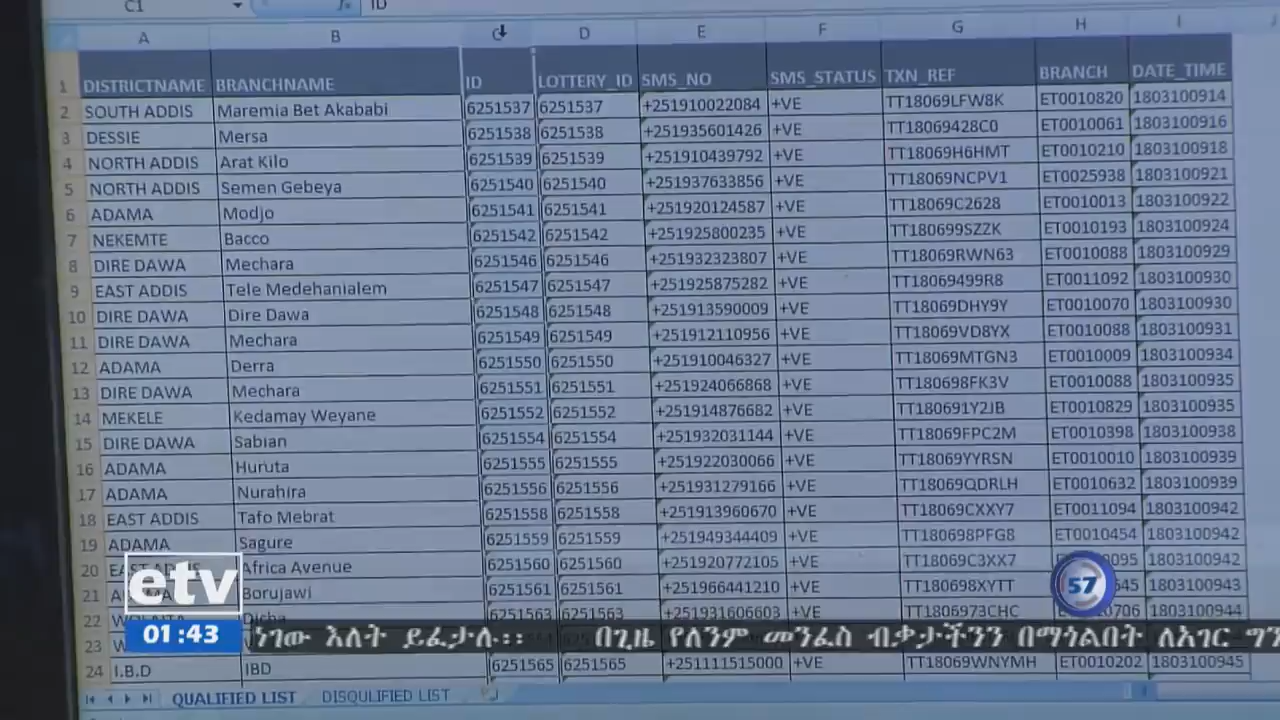 C1 ID
A B C D E F G H I
1 DISTRICTNAME BRANCHNAME ID LOTTERY_ID SMS_NO SMS_STATUS TXN_REF BRANCH DATE_TIME
2 SOUTH ADDIS Maremia Bet Akababi 6251537 6251537 +251910022084 +VE TT18069LFW8K ET0010820 1803100914
3 DESSIE Mersa 6251538 6251538 +251935601426 +VE TT18069428C0 ET0010061 1803100916
4 NORTH ADDIS Arat Kilo 6251539 6251539 +251910439792 +VE TT18069H6HMT ET0010210 1803100918
5 NORTH ADDIS Semen Gebeya 6251540 6251540 +251937633856 +VE TT18069NCPV1 ET0025938 1803100921
6 ADAMA Modjo 6251541 6251541 +251920124587 +VE TT18069C2628 ET0010013 1803100922
7 NEKEMTE Bacco 6251542 6251542 +251925800235 +VE TT180699SZZK ET0010193 1803100924
8 DIRE DAWA Mechara 6251546 6251546 +251932323807 +VE TT18069RWN63 ET0010088 1803100929
9 EAST ADDIS Tele Medehanialem 6251547 6251547 +251925875282 +VE TT18069499R8 ET0011092 1803100930
10 DIRE DAWA Dire Dawa 6251548 6251548 +251913590009 +VE TT18069DHY9Y ET0010070 1803100930
11 DIRE DAWA Mechara 6251549 6251549 +251912110956 +VE TT18069VD8YX ET0010088 1803100931
12 ADAMA Derra 6251550 6251550 +251910046327 +VE TT18069MTGN3 ET0010009 1803100934
13 DIRE DAWA Mechara 6251551 6251551 +251924066868 +VE TT180698FK3V ET0010088 1803100935
14 MEKELE Kedamay Weyane 6251552 6251552 +251914876682 +VE TT180691Y2JB ET0010829 1803100935
15 DIRE DAWA Sabian 6251554 6251554 +251932031144 +VE TT18069FPC2M ET0010398 1803100938
16 ADAMA Huruta 6251555 6251555 +251922030066 +VE TT18069YYRSN ET0010010 1803100939
17 ADAMA Nurahira 6251556 6251556 +251931279166 +VE TT18069QDRLH ET0010632 1803100939
18 EAST ADDIS Tafo Mebrat 6251558 6251558 +251913960670 +VE TT18069CXXY7 ET0011094 1803100942
19 ADAMA Sagure 6251559 6251559 +251949344409 +VE TT180698PFG8 ET0010454 1803100942
20 EAST ADDIS Africa Avenue 6251560 6251560 +251920772105 +VE TT18069C3XX7 1803100942
21 Borujawi 6251561 6251561 +251966441210 +VE TT180698XYTT 1803100943
22 Dicha 6251563 6251563 +251931606603 +VE TT1806973CHC 1803100944
23
24 I.B.D IBD 6251565 6251565 +251111515000 +VE TT18069WNYMH ET0010202 1803100945
QUALIFIED LIST DISQULIFIED LIST
etv
57
01:43 ነገው እለት ይፈታሉ። በጊዜ የለንም መንፈስ ብቃታችንን በማጎልበት ለአገር